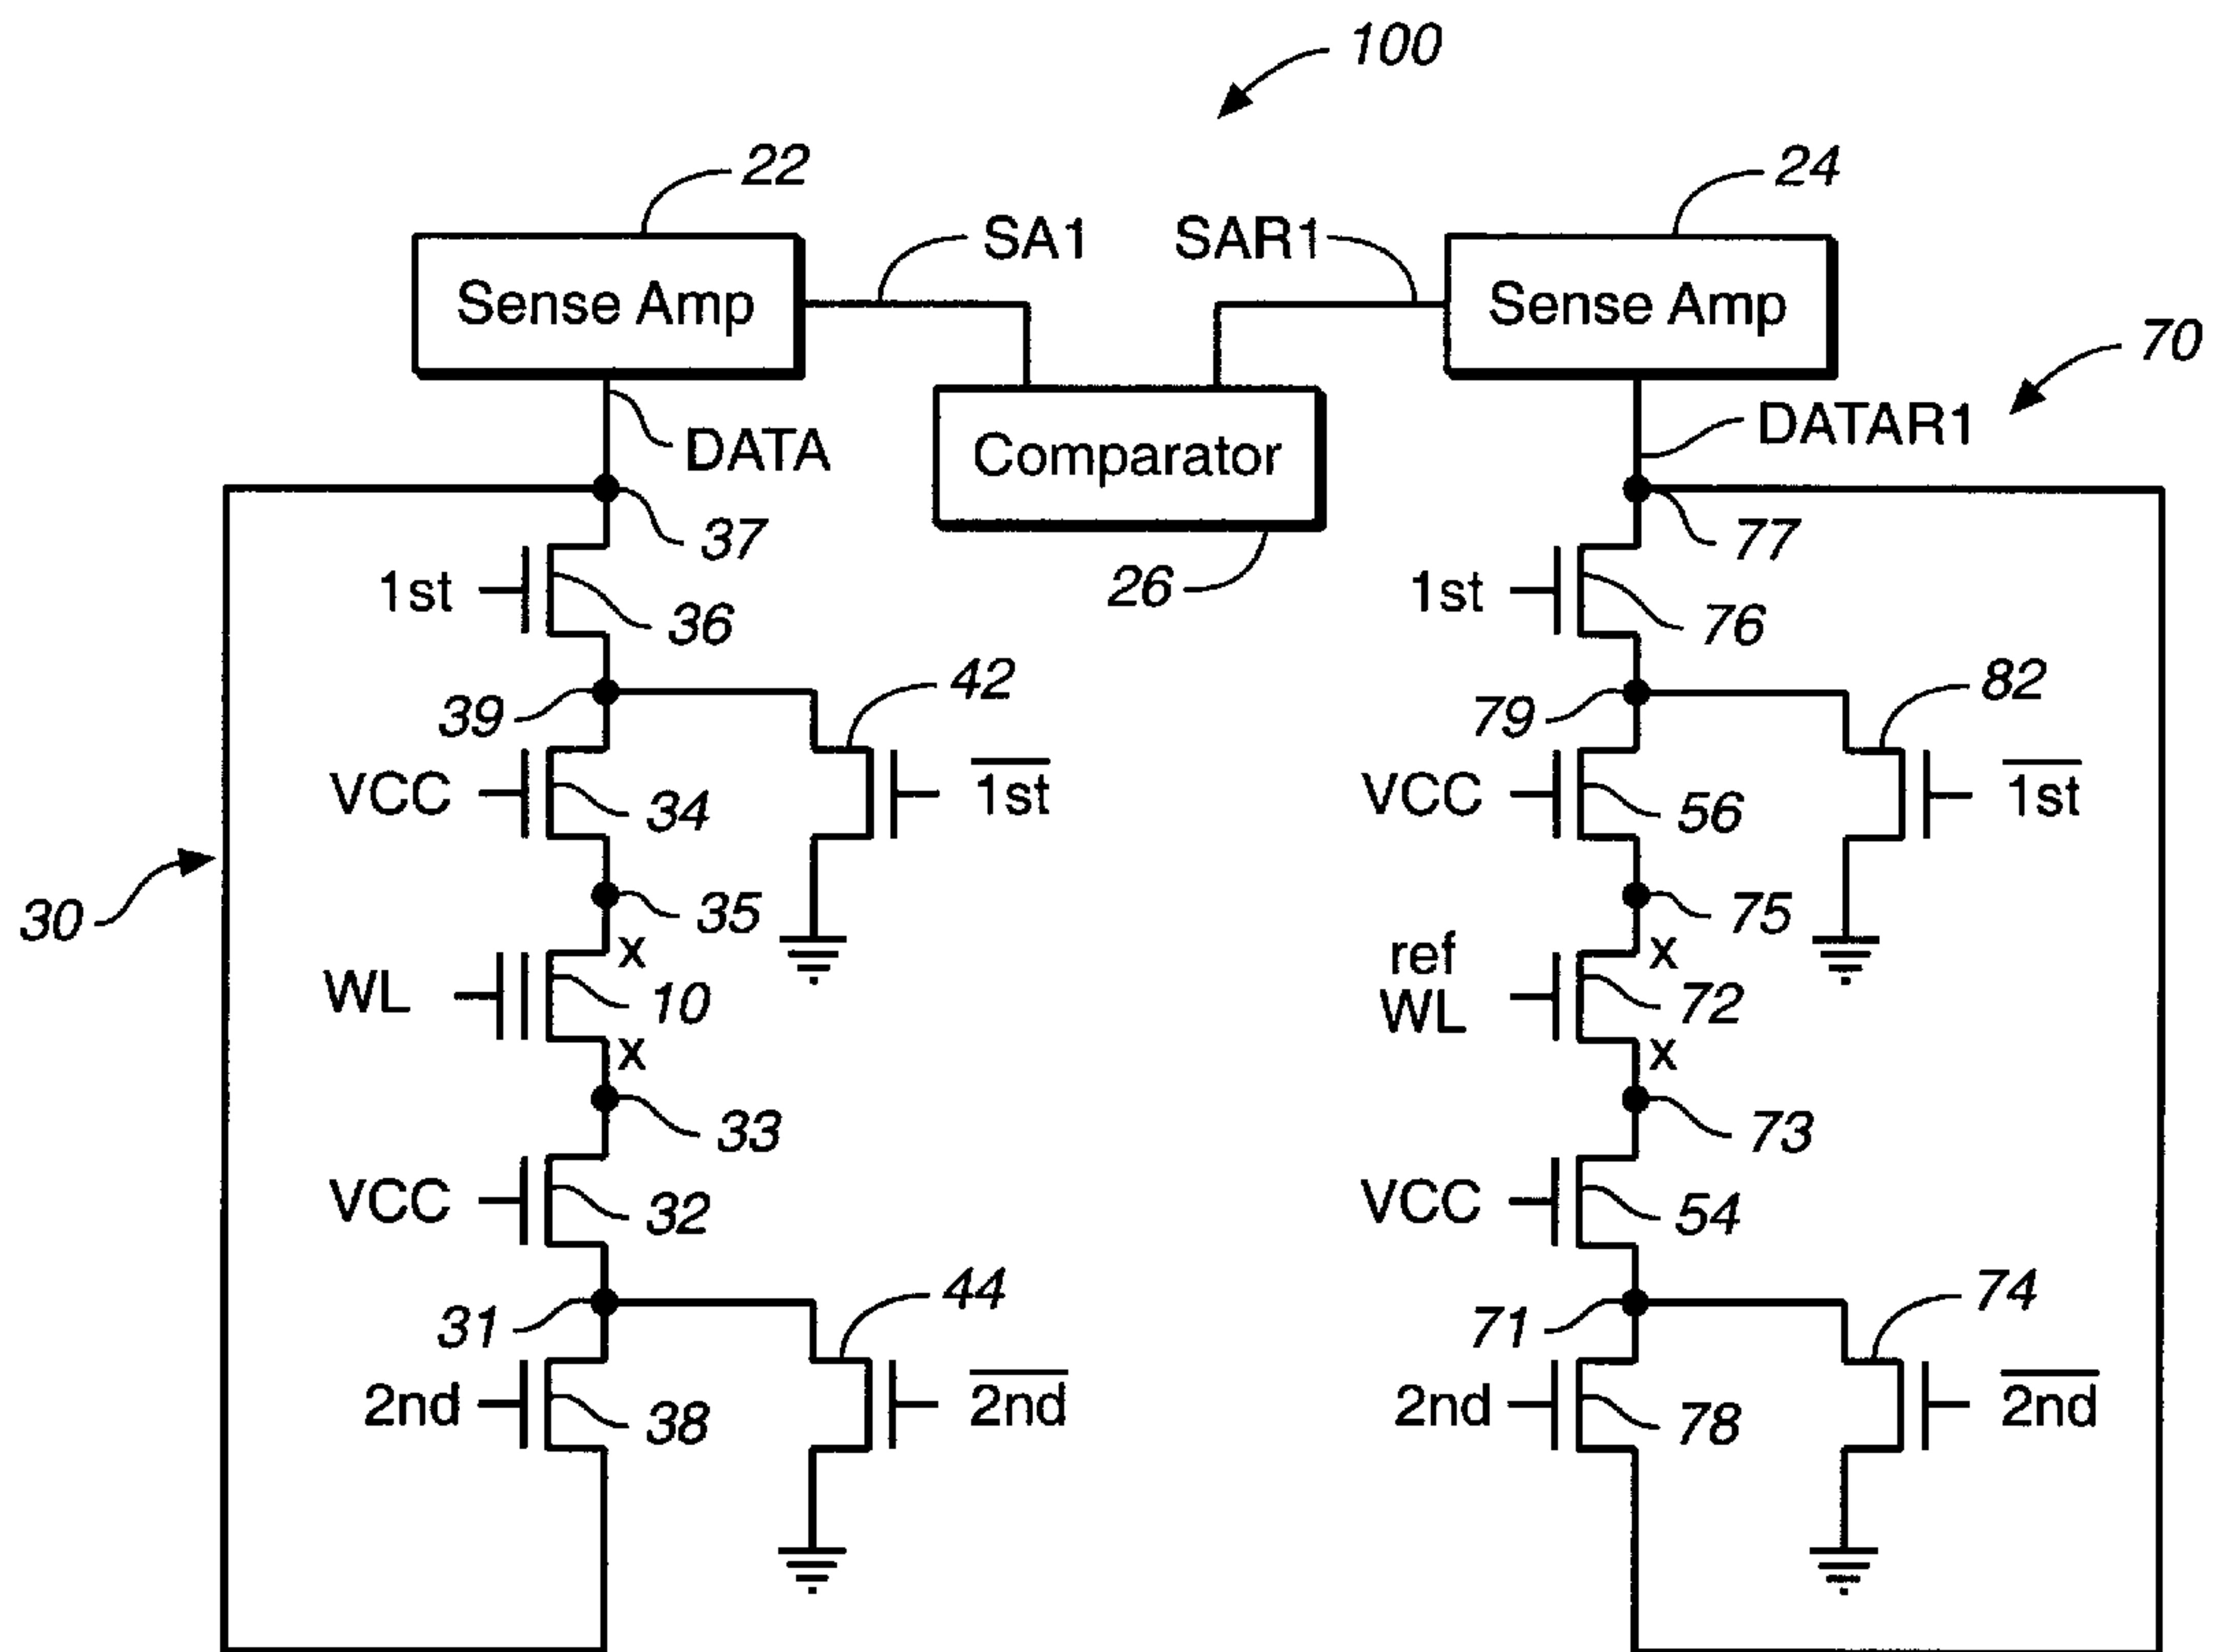 100
22
24
SA1
SAR1
Sense Amp
Sense Amp
70
DATA
Comparator
DATAR1
37
77
26
1st
36
1st
76
39
42
79
82
VCC
34
1st
VCC
56
1st
30
35
75
WL
10
ref
WL
72
x
x
x
x
33
73
VCC
32
VCC
54
31
44
71
74
2nd
38
2nd
2nd
78
2nd